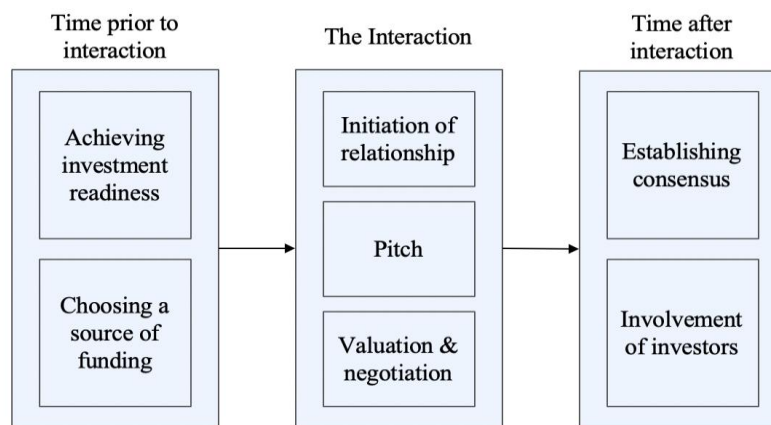 Time prior to
interaction
Achieving
investment
readiness
Choosing a
source of
funding
The Interaction
Initiation of
relationship
Pitch
Valuation &
negotiation
Time after
interaction
Establishing
consensus
Involvement
of investors